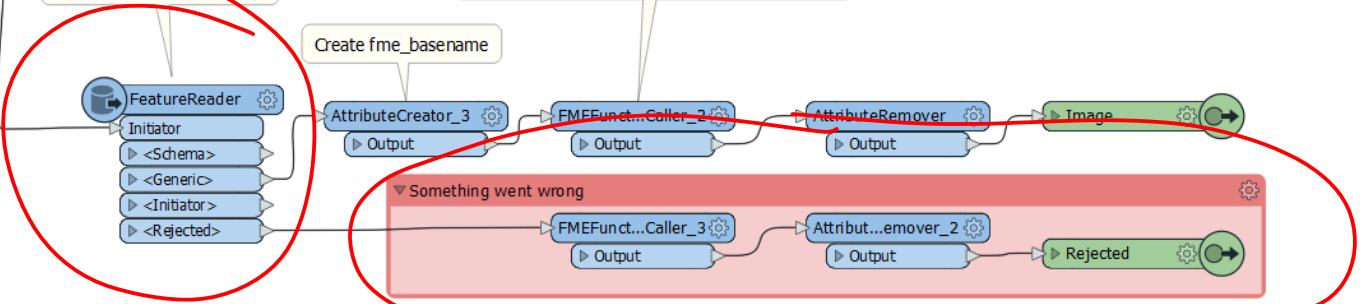 Create fme_basename
FeatureReader
Initiator
<Schema>
<Generic>
<Initiator>
<Rejected>
AttributeCreator_3
Output
FMEFunct...Caller_2
Output
AttributeRemover
Output
Image
Something went wrong
FMEFunct...Caller_3
Output
Attribut...emover_2
Output
Rejected